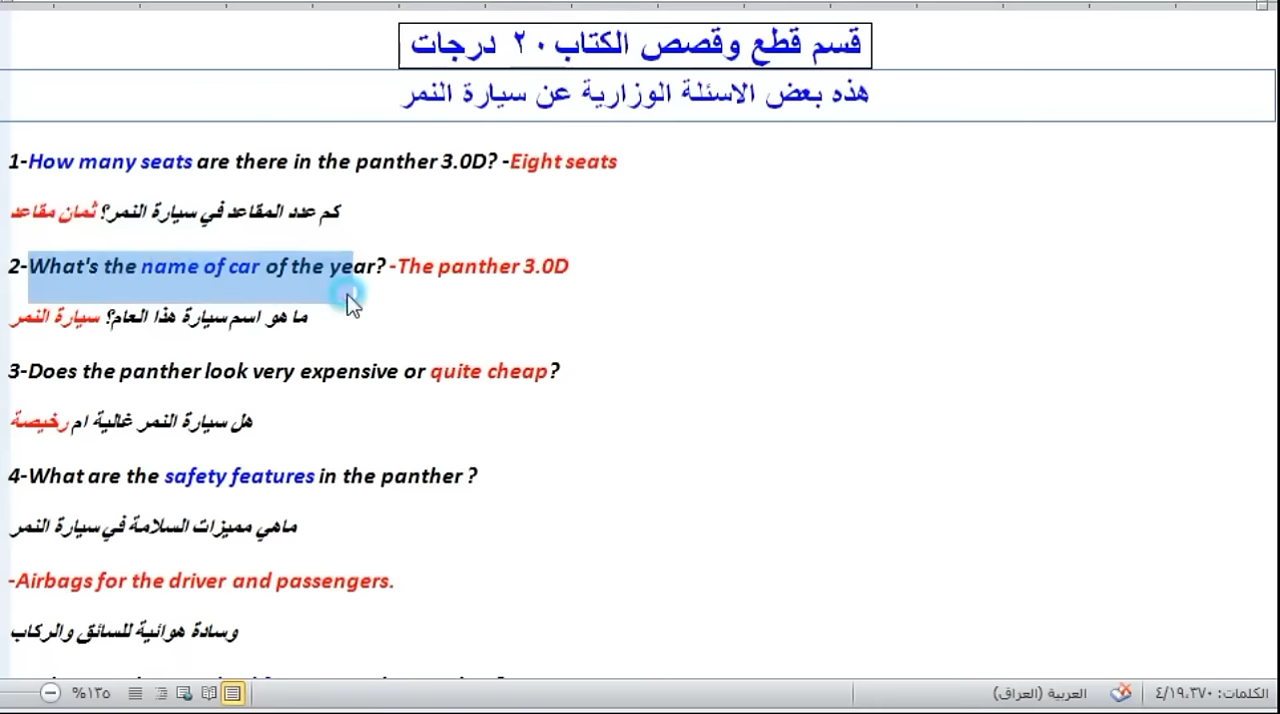 قسم قطع وقصص الكتاب ٢٠ درجات
هذه بعض الاسئلة الوزارية عن سيارة النمر
1-How many seats are there in the panther 3.0D? -Eight seats
كم عدد المقاعد في سيارة النمر؟ ثمان مقاعد
2-What's the name of car of the year? -The panther 3.0D
ما هو اسم سيارة هذا العام؟ سيارة النمر
3-Does the panther look very expensive or quite cheap?
هل سيارة النمر غالية ام رخيصة
4-What are the safety features in the panther ?
ماهي مميزات السلامة في سيارة النمر
-Airbags for the driver and passengers.
وسادة هوائية للسائق والركاب
الكلمات: ٤/١٩،٣٧٠ العربية (العراق) ١٣٥%